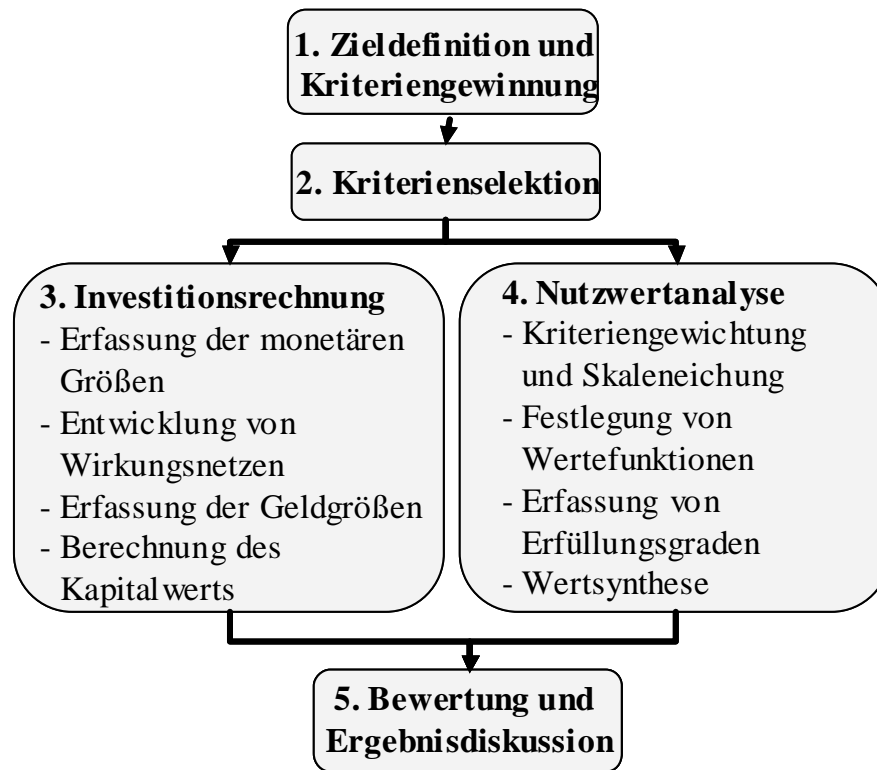 1. Zieldefinition und
Kriteriengewinnung
2. Kriterienselektion
3. Investitionsrechnung
- Erfassung der monetären
Größen
- Entwicklung von
Wirkungsnetzen
- Erfassung der Geldgrößen
- Berechnung des
Kapitalwerts
4. Nutzwertanalyse
- Kriteriengewichtung
und Skaleneichung
- Festlegung von
Wertefunktionen
- Erfassung von
Erfüllungsgraden
- Wertsynthese
5. Bewertung und
Ergebnisdiskussion